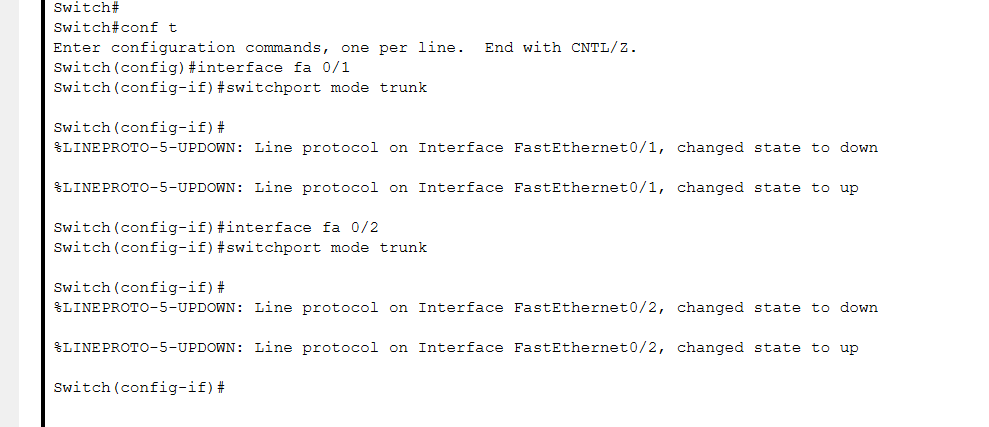 Switch#
Switch#conf t
Enter configuration commands, one per line.  End with CNTL/Z.
Switch(config)#interface fa 0/1
Switch(config-if)#switchport mode trunk
Switch(config-if)#
%LINEPROTO-5-UPDOWN: Line protocol on Interface FastEthernet0/1, changed state to down
%LINEPROTO-5-UPDOWN: Line protocol on Interface FastEthernet0/1, changed state to up
Switch(config-if)#interface fa 0/2
Switch(config-if)#switchport mode trunk
Switch(config-if)#
%LINEPROTO-5-UPDOWN: Line protocol on Interface FastEthernet0/2, changed state to down
%LINEPROTO-5-UPDOWN: Line protocol on Interface FastEthernet0/2, changed state to up
Switch(config-if)#